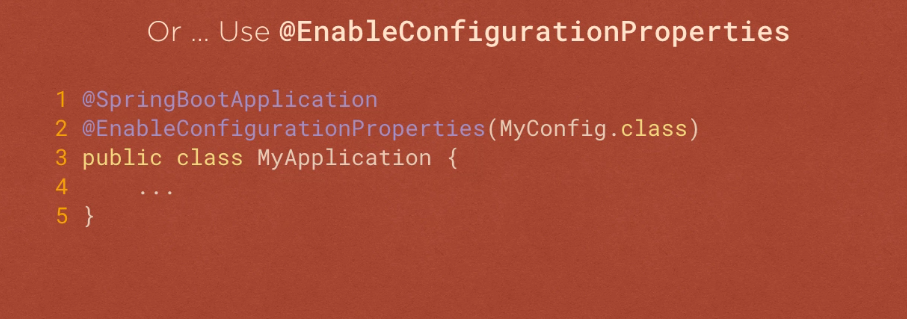 Or ... Use @EnableConfigurationProperties
1 @SpringBootApplication
2 @EnableConfigurationProperties(MyConfig.class)
3 public class MyApplication {
4     ...
5 }